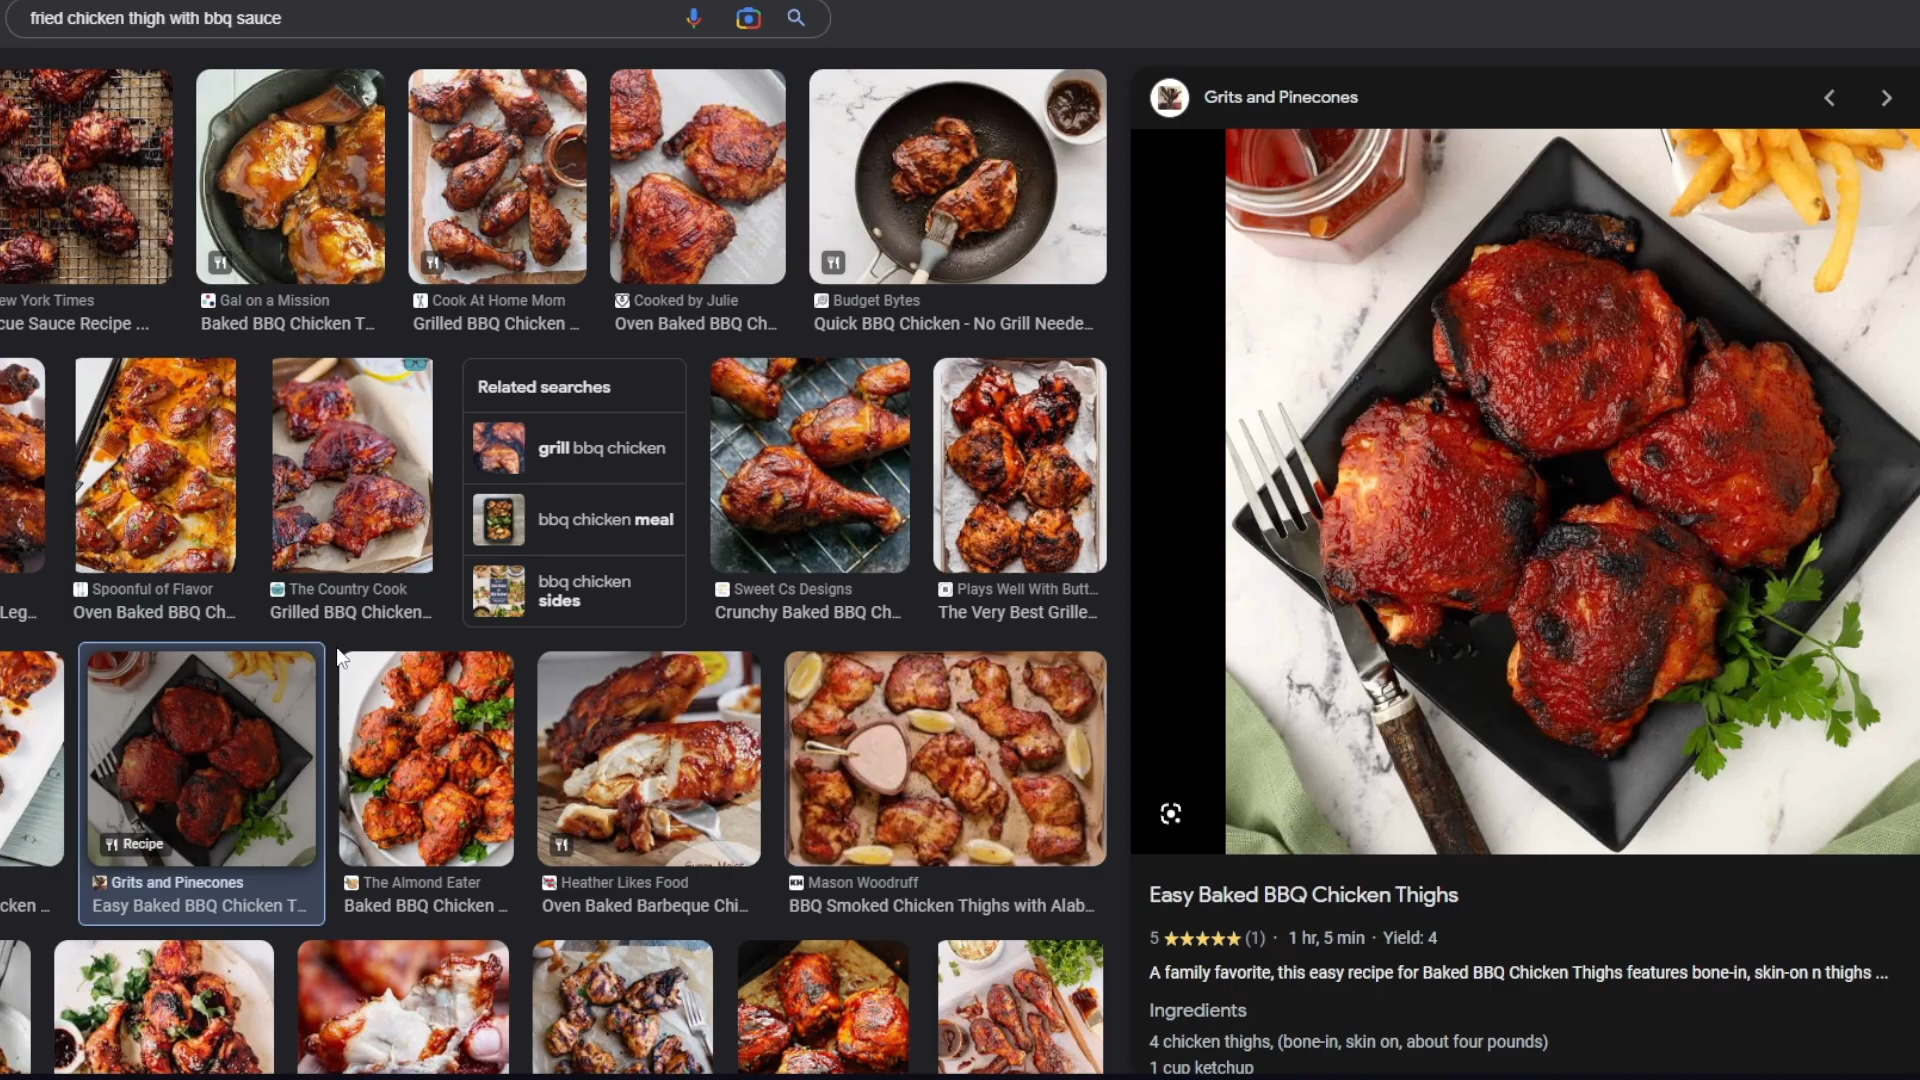 fried chicken thigh with bbq sauce
Grits and Pinecones
ew York Times
cue Sauce Recipe ...
Gal on a Mission
Baked BBQ Chicken T...
Cook At Home Mom
Grilled BBQ Chicken ...
Cooked by Julie
Oven Baked BBQ Ch...
Budget Bytes
Quick BBQ Chicken - No Grill Neede...
Related searches
grill bbq chicken
bbq chicken meal
bbq chicken
sides
Leg...
Spoonful of Flavor
Oven Baked BBQ Ch...
The Country Cook
Grilled BBQ Chicken...
Sweet Cs Designs
Crunchy Baked BBQ Ch...
Plays Well With Butt...
The Very Best Grille...
Recipe
cken ...
Grits and Pinecones
Easy Baked BBQ Chicken T...
The Almond Eater
Baked BBQ Chicken ...
Heather Likes Food
Oven Baked Barbeque Chi...
KH
Mason Woodruff
BBQ Smoked Chicken Thighs with Alab...
Easy Baked BBQ Chicken Thighs
5 ★★★★★ (1) · 1 hr, 5 min · Yield: 4
A family favorite, this easy recipe for Baked BBQ Chicken Thighs features bone-in, skin-on n thighs ...
Ingredients
4 chicken thighs, (bone-in, skin on, about four pounds)
1 cup ketchup